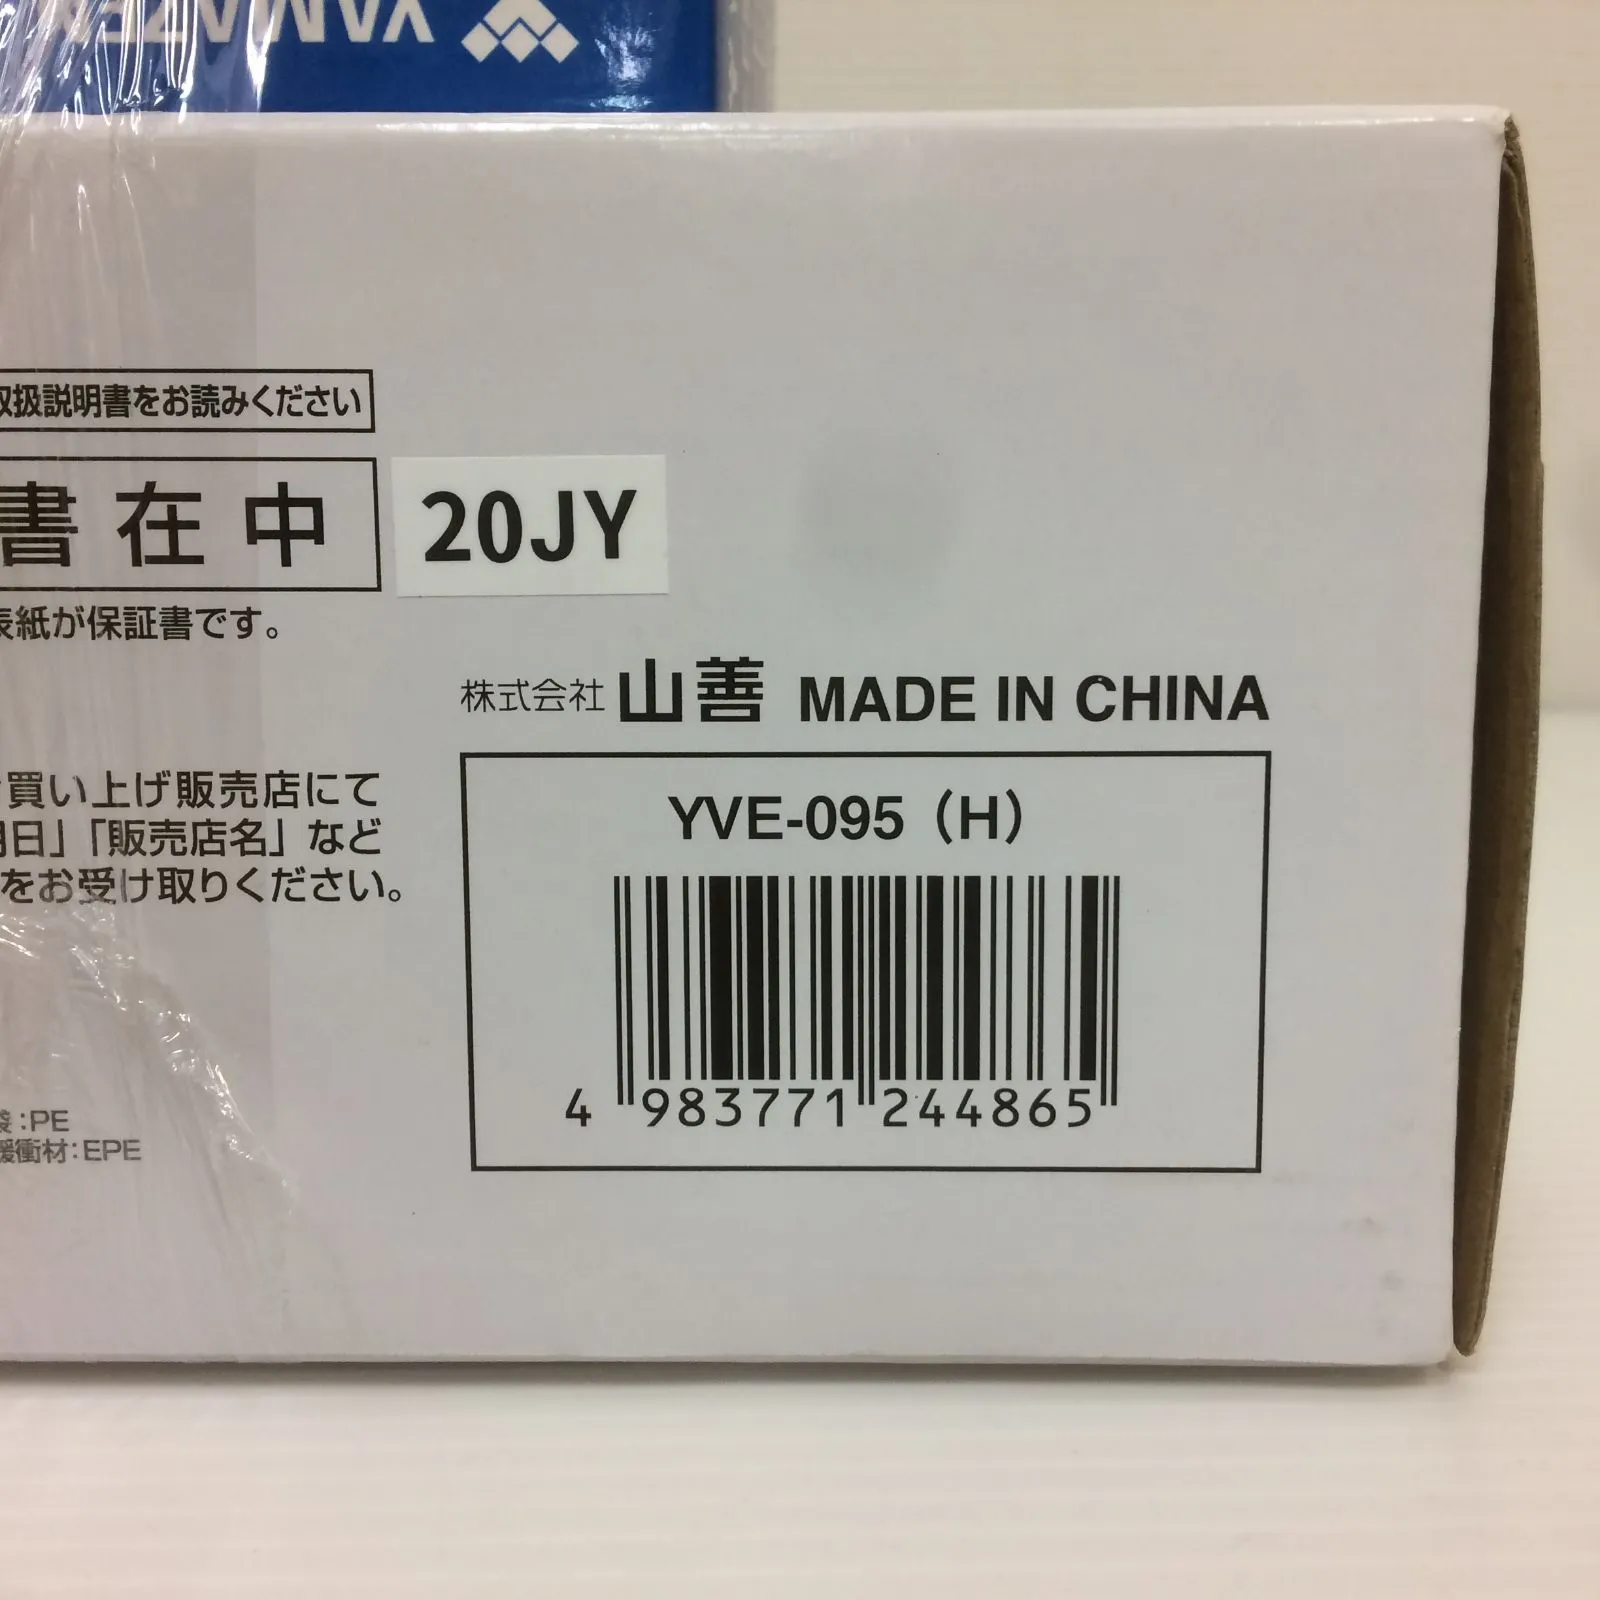 YAMAZEN
取扱説明書をお読みください
書在中
20JY
表紙が保証書です。
株式会社 山善 MADE IN CHINA
買い上げ販売店にて
月日」「販売店名」など
をお受け取りください。
YVE-095（H）
4 983771 244865
袋:PE
緩衝材:EPE